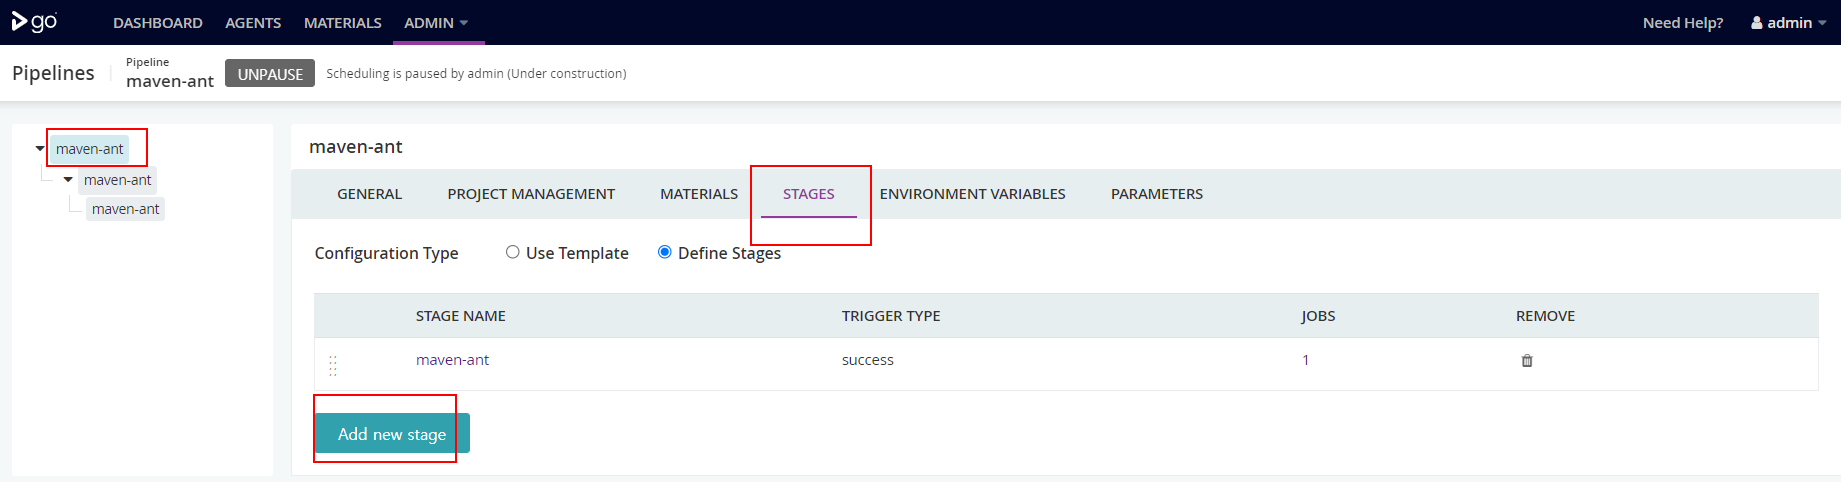 go DASHBOARD AGENTS MATERIALS ADMIN Need Help? admin
Pipelines Pipeline maven-ant UNPAUSE Scheduling is paused by admin (Under construction)
maven-ant
maven-ant
maven-ant
maven-ant
GENERAL PROJECT MANAGEMENT MATERIALS STAGES ENVIRONMENT VARIABLES PARAMETERS
Configuration Type Use Template Define Stages
STAGE NAME TRIGGER TYPE JOBS REMOVE
maven-ant success 1
Add new stage